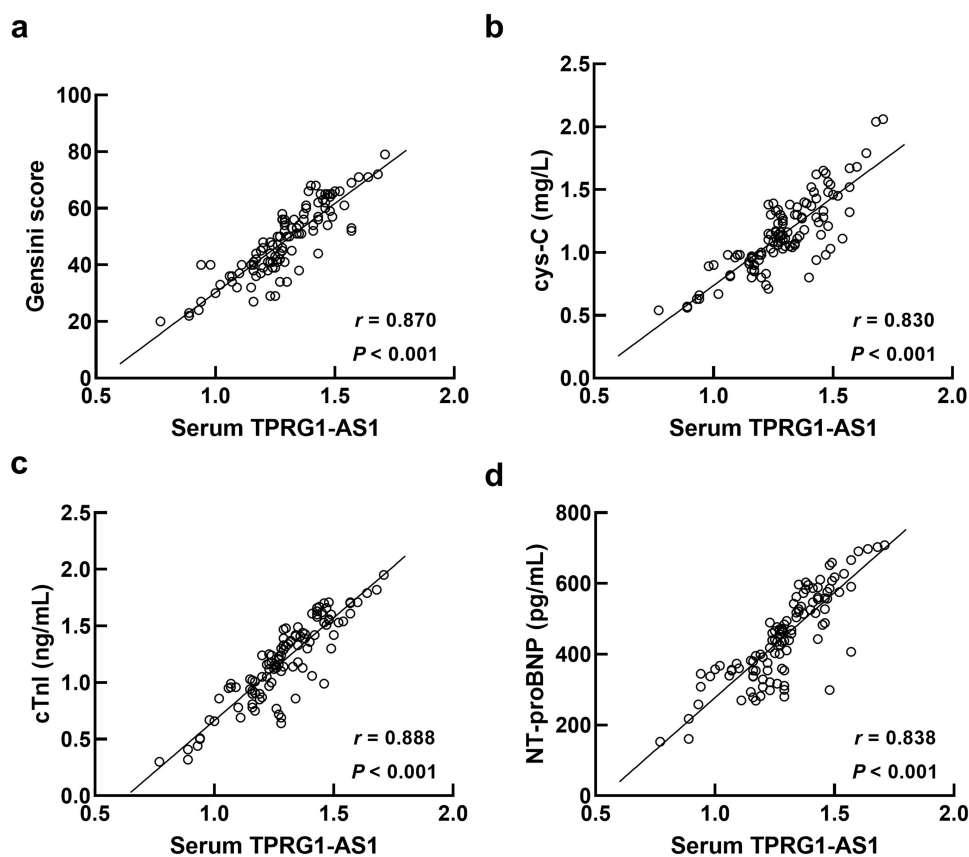 a
Gensini score
100
80
60
40
20
0
0.5 1.0 1.5 2.0
r = 0.870
P < 0.001
Serum TPRG1-AS1
b
cys-C (mg/L)
2.5
2.0
1.5
1.0
0.5
0.0
0.5 1.0 1.5 2.0
r = 0.830
P < 0.001
Serum TPRG1-AS1
c
cTnI (ng/mL)
2.5
2.0
1.5
1.0
0.5
0.0
0.5 1.0 1.5 2.0
r = 0.888
P < 0.001
Serum TPRG1-AS1
d
NT-proBNP (pg/mL)
800
600
400
200
0
0.5 1.0 1.5 2.0
r = 0.838
P < 0.001
Serum TPRG1-AS1